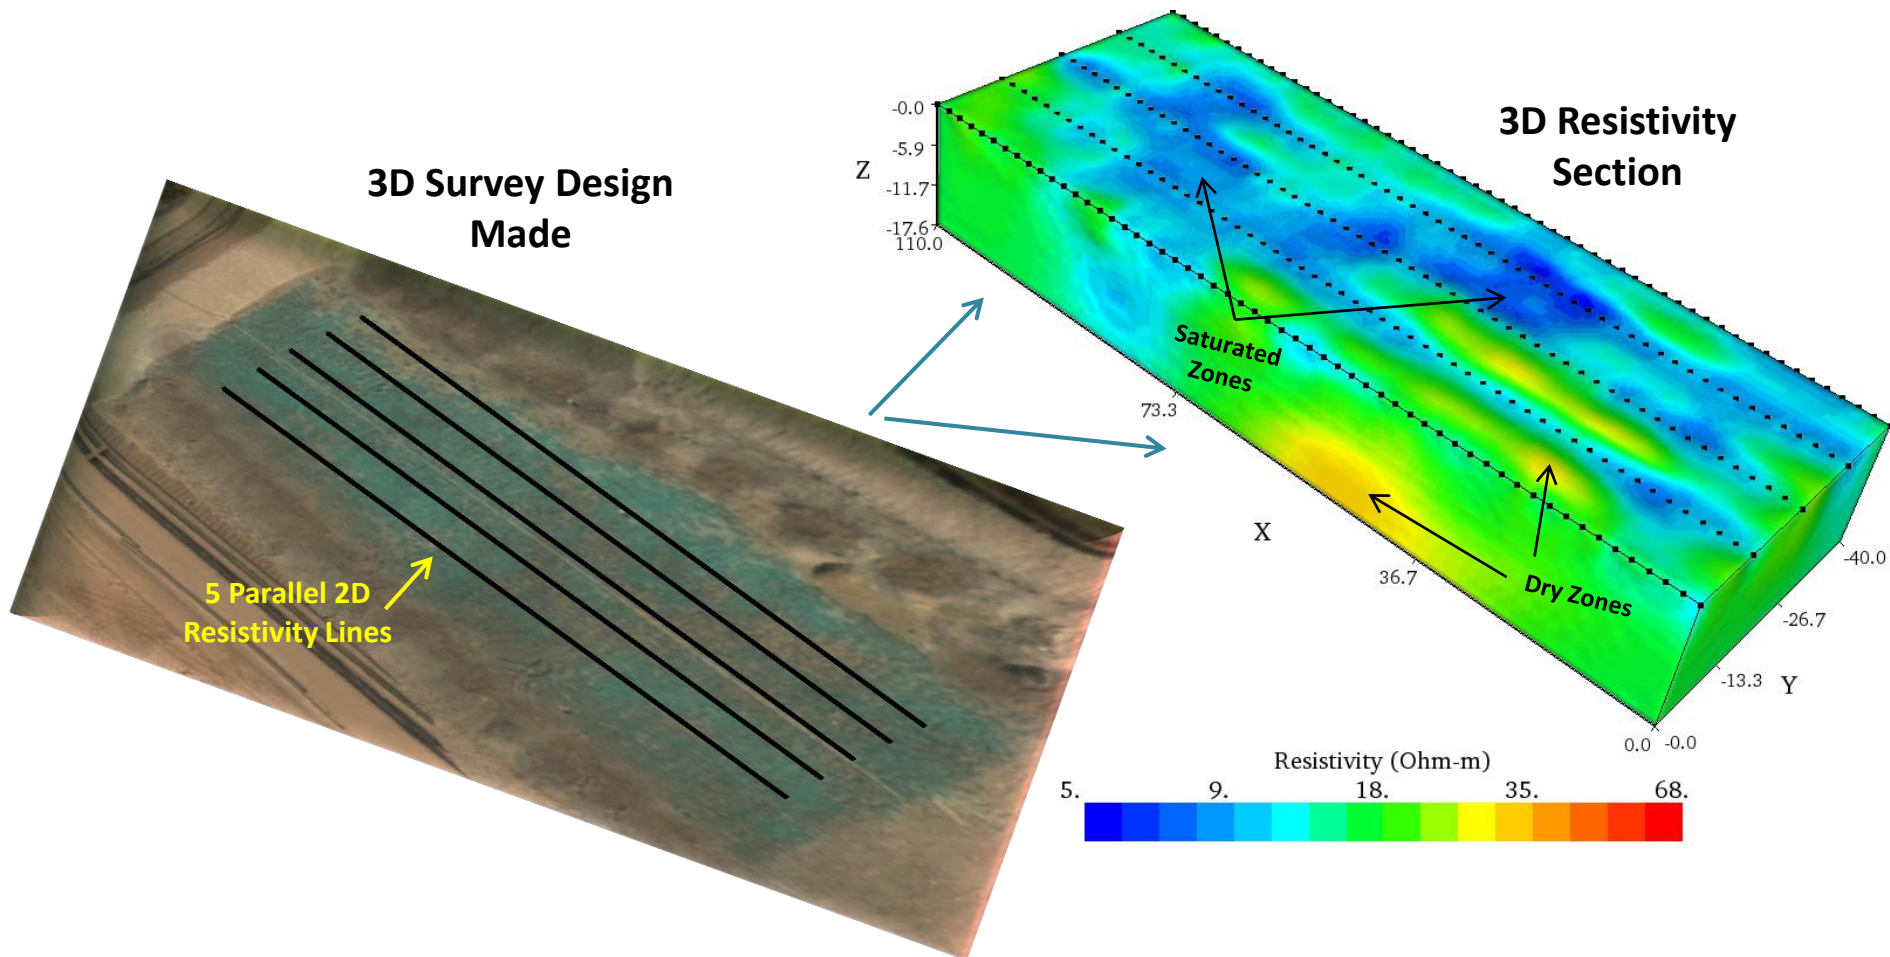 3D Survey Design
Made
5 Parallel 2D
Resistivity Lines
3D Resistivity
Section
-0.0
-5.9
Z
-11.7
-17.6
110.0
Saturated
Zones
73.3
X
36.7
Dry Zones
-40.0
-26.7
-13.3
Y
0.0
-0.0
Resistivity (Ohm-m)
5. 9. 18. 35. 68.